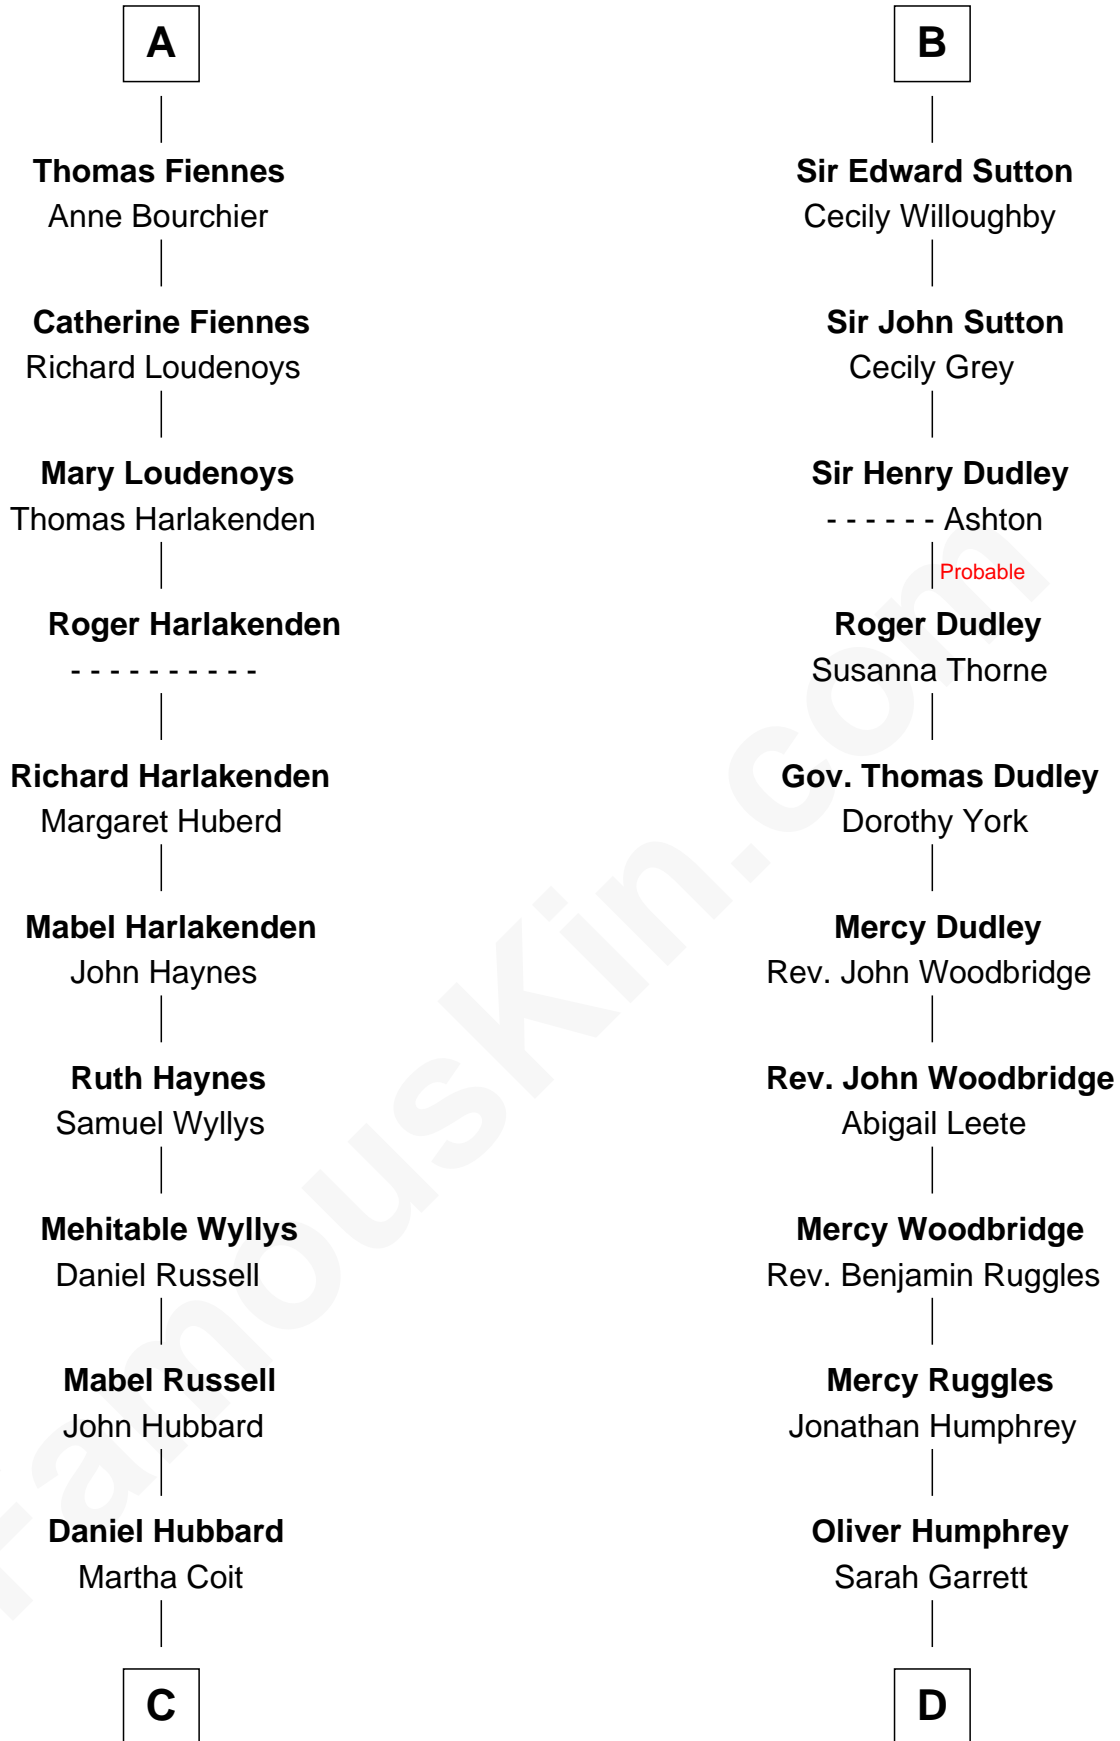 A
Thomas Fiennes
Anne Bourchier
Catherine Fiennes
Richard Loudenoys
Mary Loudenoys
Thomas Harlakenden
Roger Harlakenden
- - - - - - - - - -
Richard Harlakenden
Margaret Huberd
Mabel Harlakenden
John Haynes
Ruth Haynes
Samuel Wyllys
Mehitable Wyllys
Daniel Russell
Mabel Russell
John Hubbard
Daniel Hubbard
Martha Coit
C
B
Sir Edward Sutton
Cecily Willoughby
Sir John Sutton
Cecily Grey
Sir Henry Dudley
- - - - - - Ashton
Probable
Roger Dudley
Susanna Thorne
Gov. Thomas Dudley
Dorothy York
Mercy Dudley
Rev. John Woodbridge
Rev. John Woodbridge
Abigail Leete
Mercy Woodbridge
Rev. Benjamin Ruggles
Mercy Ruggles
Jonathan Humphrey
Oliver Humphrey
Sarah Garrett
D
FamousKin.com